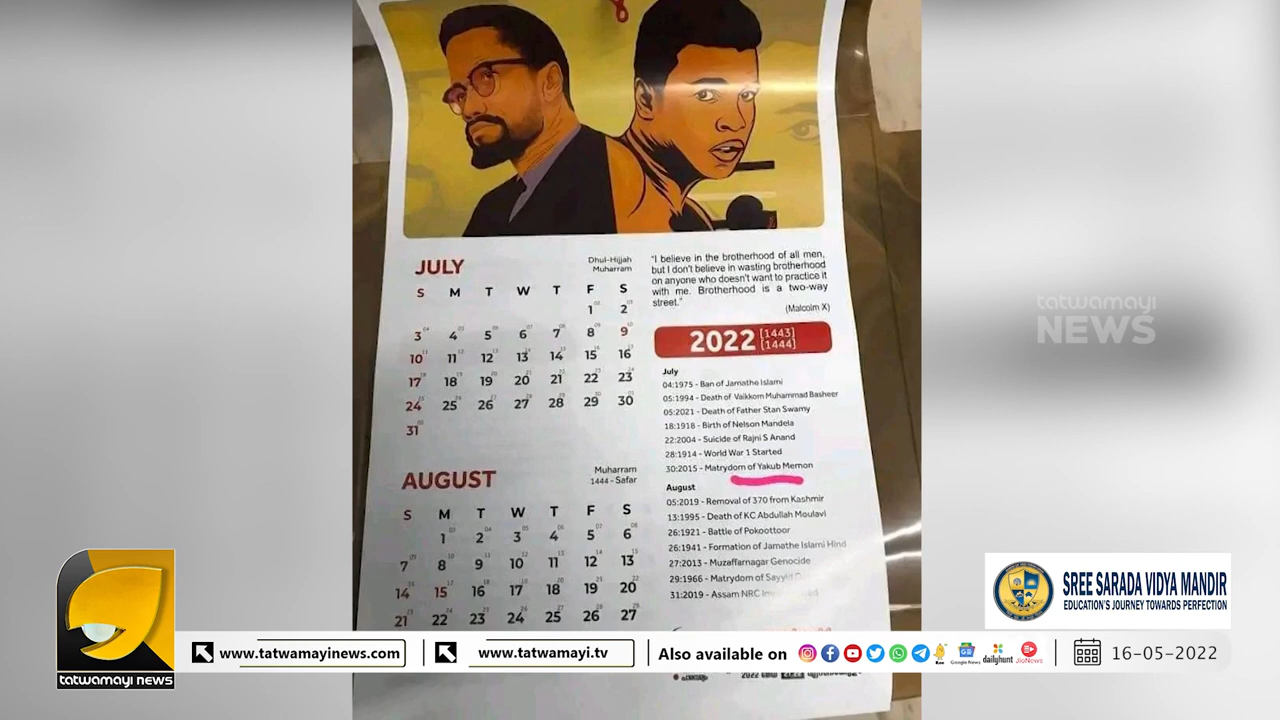 JULY
Dhul-Hijjah
Muharram
S M T W T F S
1 2
3 4 5 6 7 8 9
10 11 12 13 14 15 16
17 18 19 20 21 22 23
24 25 26 27 28 29 30
31
AUGUST
Muharram
1444 - Safar
S M T W T F S
1 2 3 4 5 6
7 8 9 10 11 12 13
14 15 16 17 18 19 20
21 22 23 24 25 26 27
"I believe in the brotherhood of all men,
but I don't believe in wasting brotherhood
on anyone who doesn't want to practice it
with me. Brotherhood is a two-way
street."
(Malcolm X)
2022 [1443]
[1444]
July
04:1975 - Ban of Jamathe Islami
05:1994 - Death of Vaikkom Muhammad Basheer
05:2021 - Death of Father Stan Swamy
18:1918 - Birth of Nelson Mandela
22:2004 - Suicide of Rajni S Anand
28:1914 - World War 1 Started
30:2015 - Matrydom of Yakub Memon
August
05:2019 - Removal of 370 from Kashmir
13:1995 - Death of KC Abdullah Moulavi
26:1921 - Battle of Pokoottoor
26:1941 - Formation of Jamathe Islami Hind
27:2013 - Muzaffarnagar Genocide
29:1966 - Matrydom of Sayyid
31:2019 - Assam NRC
2022
tatwamayi
NEWS
SREE SARADA VIDYA MANDIR
EDUCATION'S JOURNEY TOWARDS PERFECTION
tatwamayi news
www.tatwamayinews.com
www.tatwamayi.tv
Also available on
Koo
Google News
dailyhunt
JioNews
16-05-2022